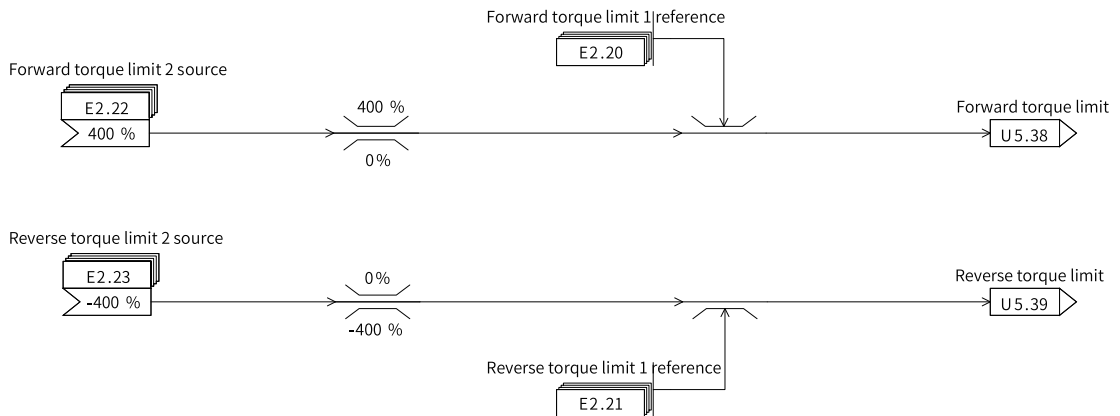 Forward torque limit 1 reference
E2.20
Forward torque limit 2 source
E2.22
400 %
400 %
0%
Forward torque limit
U5.38
Reverse torque limit 2 source
E2.23
-400 %
0%
-400 %
Reverse torque limit
U5.39
Reverse torque limit 1 reference
E2.21